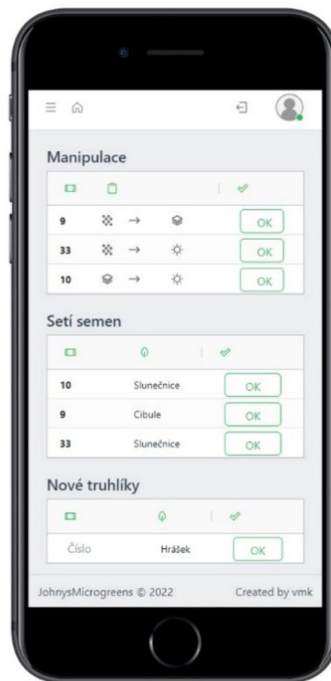 Manipulace
9 OK
33 OK
10 OK
Setí semen
10 Slunečnice OK
9 Cibule OK
33 Slunečnice OK
Nové truhlíky
Číslo Hrášek OK
JohnysMicrogreens © 2022 Created by vmk